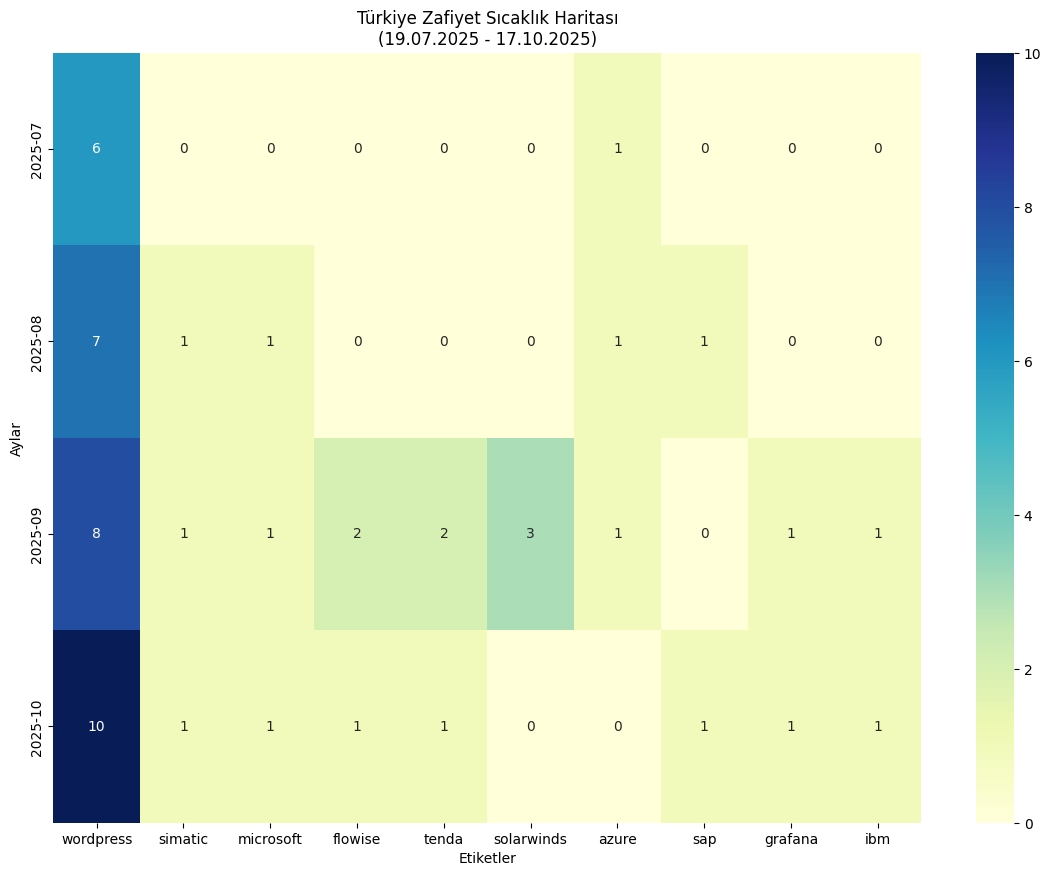 Türkiye Zafiyet Sıcaklık Haritası
(19.07.2025 - 17.10.2025)
10
8
6
4
2
0
Aylar
2025-07
6 0 0 0 0 0 1 0 0 0
2025-08
7 1 1 0 0 0 1 1 0 0
2025-09
8 1 1 2 2 3 1 0 1 1
2025-10
10 1 1 1 1 0 0 1 1 1
wordpress simatic microsoft flowise tenda solarwinds azure sap grafana ibm
Etiketler